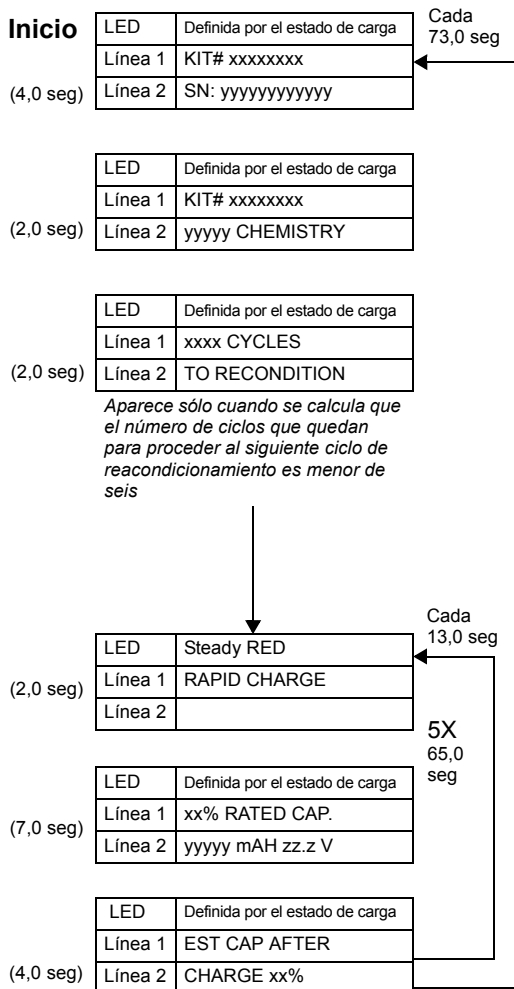 Inicio
LED Definida por el estado de carga
Cada
73,0 seg
Línea 1 KIT# xxxxxxxx
(4,0 seg) Línea 2 SN: yyyyyyyyyyyy
LED Definida por el estado de carga
Línea 1 KIT# xxxxxxxx
(2,0 seg) Línea 2 yyyyy CHEMISTRY
LED Definida por el estado de carga
Línea 1 xxxx CYCLES
(2,0 seg) Línea 2 TO RECONDITION
Aparece sólo cuando se calcula que
el número de ciclos que quedan
para proceder al siguiente ciclo de
reacondicionamiento es menor de
seis
Cada
13,0 seg
LED Steady RED
(2,0 seg) Línea 1 RAPID CHARGE
Línea 2
5X
65,0
seg
LED Definida por el estado de carga
(7,0 seg) Línea 1 xx% RATED CAP.
Línea 2 yyyyy mAH zz.z V
LED Definida por el estado de carga
Línea 1 EST CAP AFTER
(4,0 seg) Línea 2 CHARGE xx%